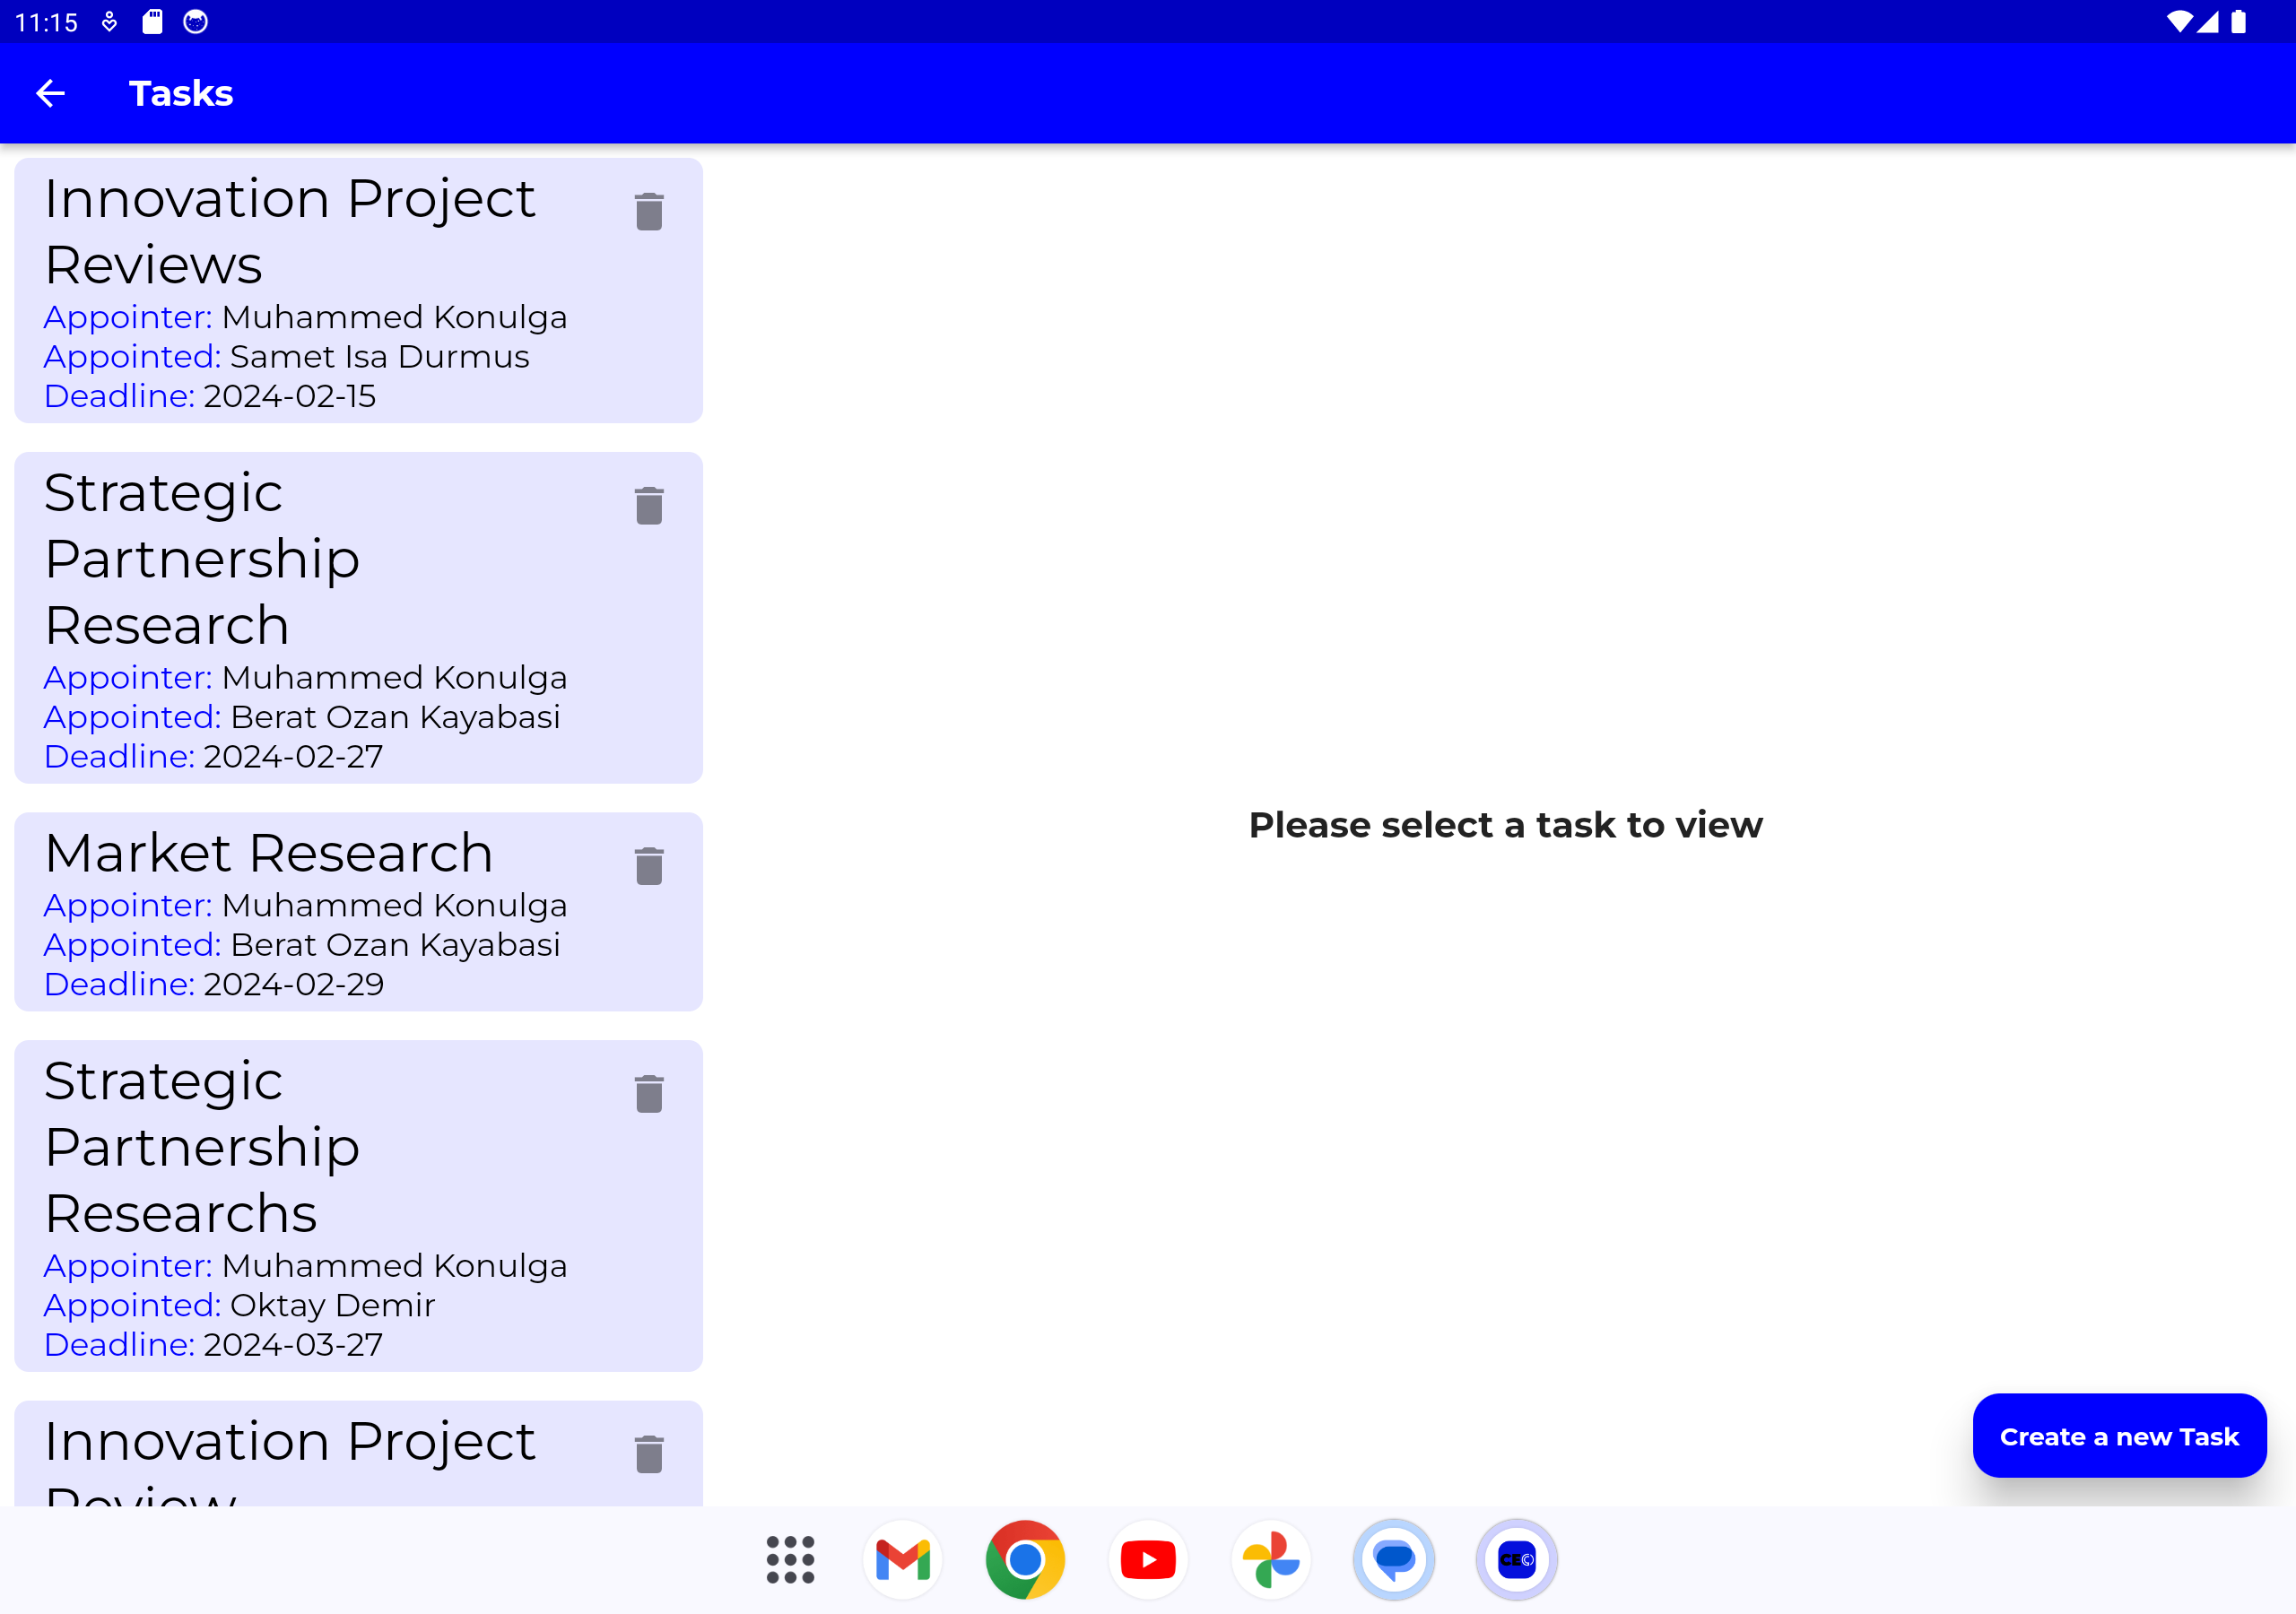 11:15
Tasks
Innovation Project
Reviews
Appointer: Muhammed Konulga
Appointed: Samet Isa Durmus
Deadline: 2024-02-15
Strategic
Partnership
Research
Appointer: Muhammed Konulga
Appointed: Berat Ozan Kayabasi
Deadline: 2024-02-27
Market Research
Appointer: Muhammed Konulga
Appointed: Berat Ozan Kayabasi
Deadline: 2024-02-29
Strategic
Partnership
Researchs
Appointer: Muhammed Konulga
Appointed: Oktay Demir
Deadline: 2024-03-27
Innovation Project
Review
Please select a task to view
Create a new Task
CEO